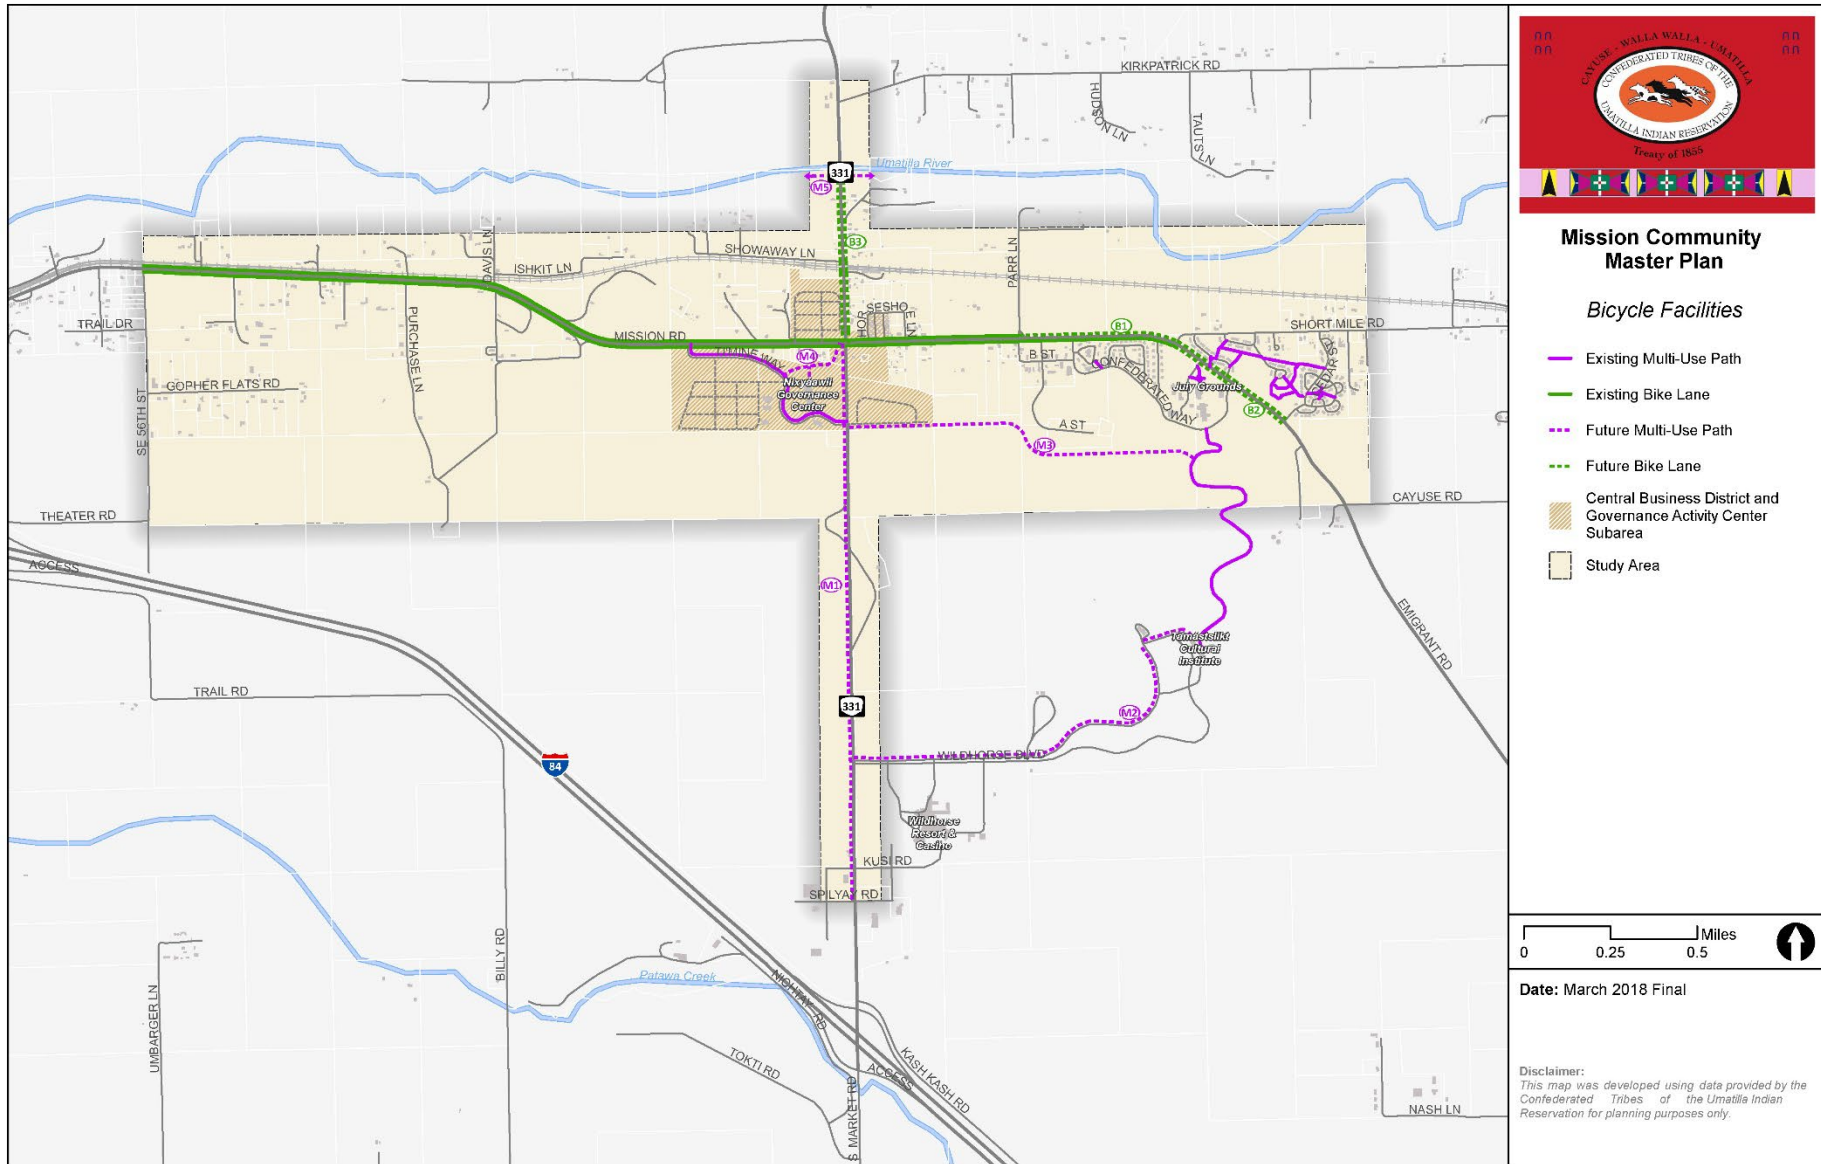 KIRKPATRICK RD
HUDSON LN
TAUTS LN
Umatilla River
331
M5
B3
DAVIS LN
SHOWAWAY LN
ISHKIT LN
PARR LN
TRAIL DR
PURCHASE LN
MISSION RD
SESHO
E LN
B1
SHORT MILE RD
M4
B ST
CONFEDERATED WAY
July Grounds
B2
GOPHER FLATS RD
Nixyaawii
Governance
Center
SE 56TH ST
A ST
M3
THEATER RD
CAYUSE RD
ACCESS
M1
EMIGRANT RD
Tamástslikt
Cultural
Institute
TRAIL RD
331
M2
WILDHORSE BLVD
84
Wildhorse
Resort &
Casino
KUSI RD
SPILYAY RD
BILLY RD
Patawa Creek
NIGHTAY RD
UMBARGER LN
TOKTI RD
ACCESS
KASH KASH RD
S MARKET RD
NASH LN
CAYUSE - WALLA WALLA - UMATILLA
CONFEDERATED TRIBES OF THE
UMATILLA INDIAN RESERVATION
Treaty of 1855
Mission Community
Master Plan
Bicycle Facilities
Existing Multi-Use Path
Existing Bike Lane
Future Multi-Use Path
Future Bike Lane
Central Business District and
Governance Activity Center
Subarea
Study Area
Miles
0 0.25 0.5
Date: March 2018 Final
Disclaimer:
This map was developed using data provided by the
Confederated Tribes of the Umatilla Indian
Reservation for planning purposes only.